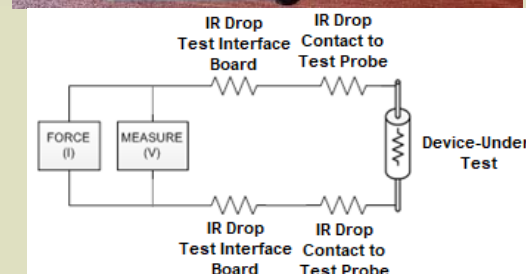 IR Drop
Test Interface
Board
IR Drop
Contact to
Test Probe
FORCE
(I)
MEASURE
(V)
Device-Under
Test
IR Drop
Test Interface
Board
IR Drop
Contact to
Test Probe